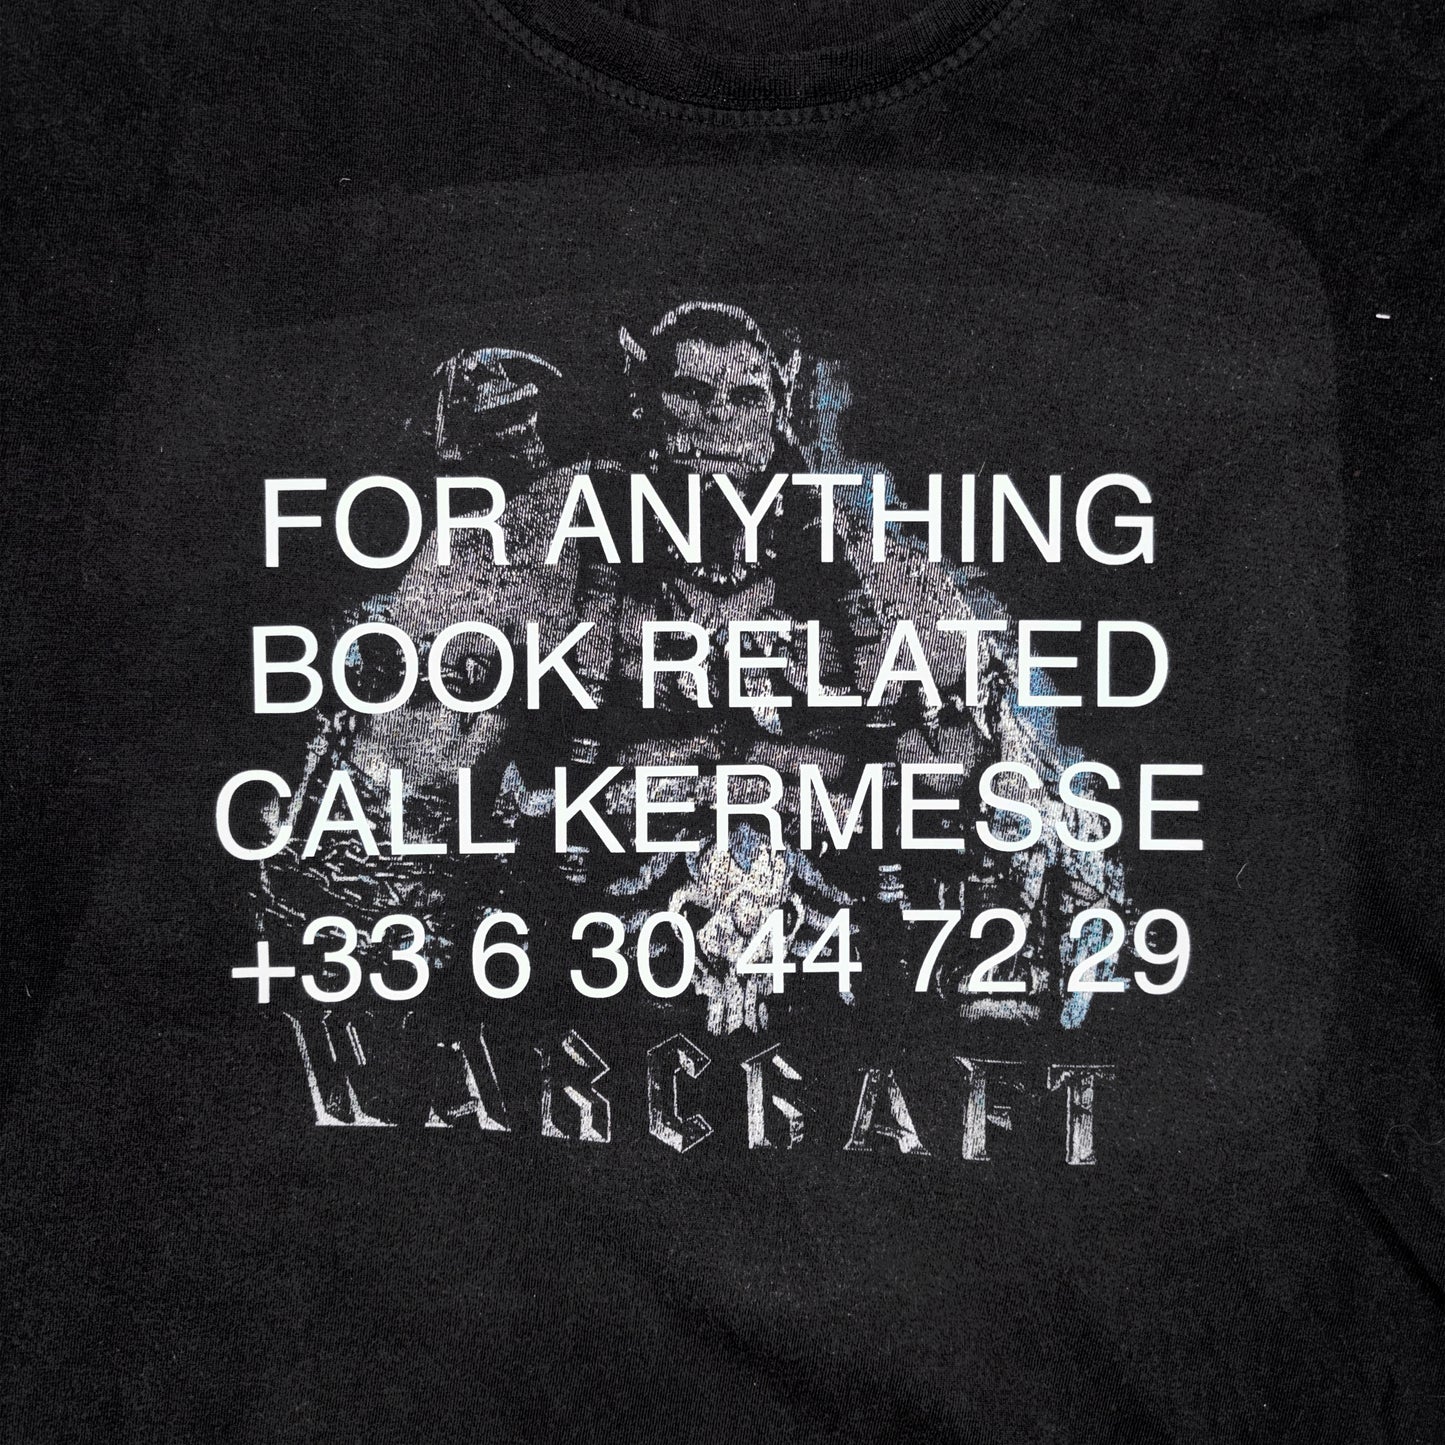 FOR ANYTHING
BOOK RELATED
CALL KERMESSE
+33 6 30 44 72 29
WARCRAFT